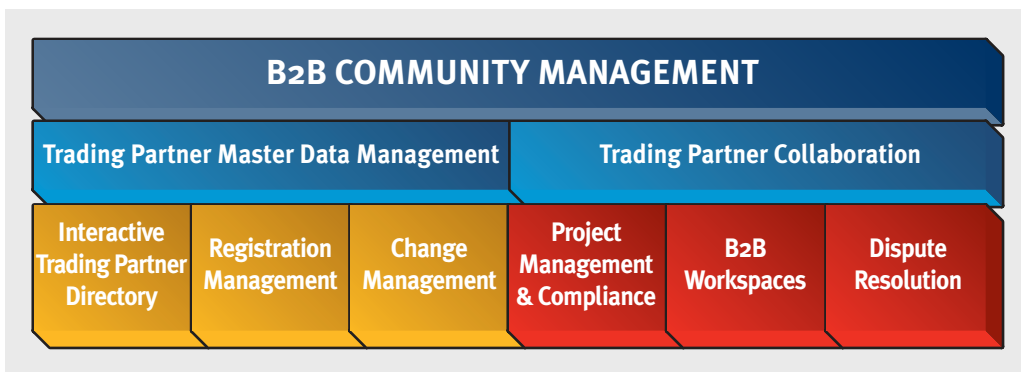 B2B COMMUNITY MANAGEMENT
Trading Partner Master Data Management
Trading Partner Collaboration
Interactive
Trading Partner
Directory
Registration
Management
Change
Management
Project
Management
& Compliance
B2B
Workspaces
Dispute
Resolution